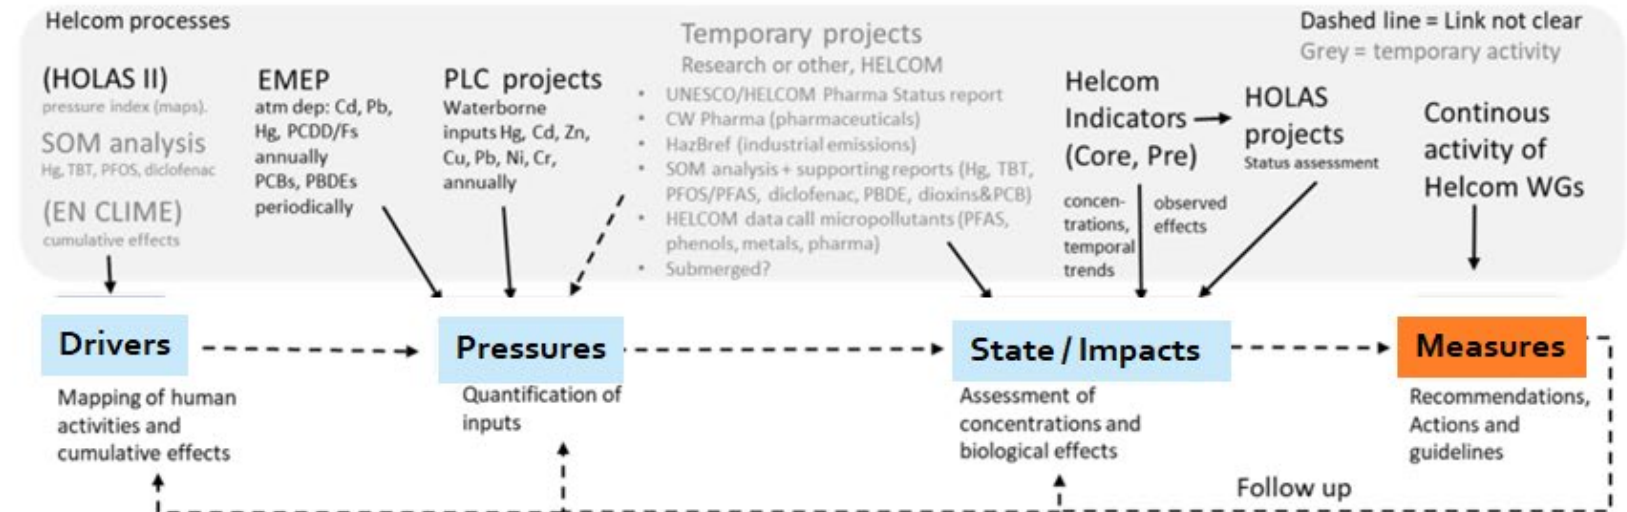 Helcom processes
Dashed line = Link not clear
Grey = temporary activity
(HOLAS II)
pressure index (maps).
SOM analysis
Hg, TBT, PFOS, diclofenac
(EN CLIME)
cumulative effects
EMEP
atm dep: Cd, Pb,
Hg, PCDD/Fs
annually
PCBs, PBDEs
periodically
PLC projects
Waterborne
inputs Hg, Cd, Zn,
Cu, Pb, Ni, Cr,
annually
Temporary projects
Research or other, HELCOM
• UNESCO/HELCOM Pharma Status report
• CW Pharma (pharmaceuticals)
• HazBref (industrial emissions)
• SOM analysis + supporting reports (Hg, TBT,
PFOS/PFAS, diclofenac, PBDE, dioxins&PCB)
• HELCOM data call micropollutants (PFAS,
phenols, metals, pharma)
• Submerged?
Helcom
Indicators
(Core, Pre)
concen-
trations,
temporal
trends
observed
effects
HOLAS
projects
Status assessment
Continous
activity of
Helcom WGs
Drivers
Mapping of human
activities and
cumulative effects
Pressures
Quantification of
inputs
State / Impacts
Assessment of
concentrations and
biological effects
Measures
Recommendations,
Actions and
guidelines
Follow up